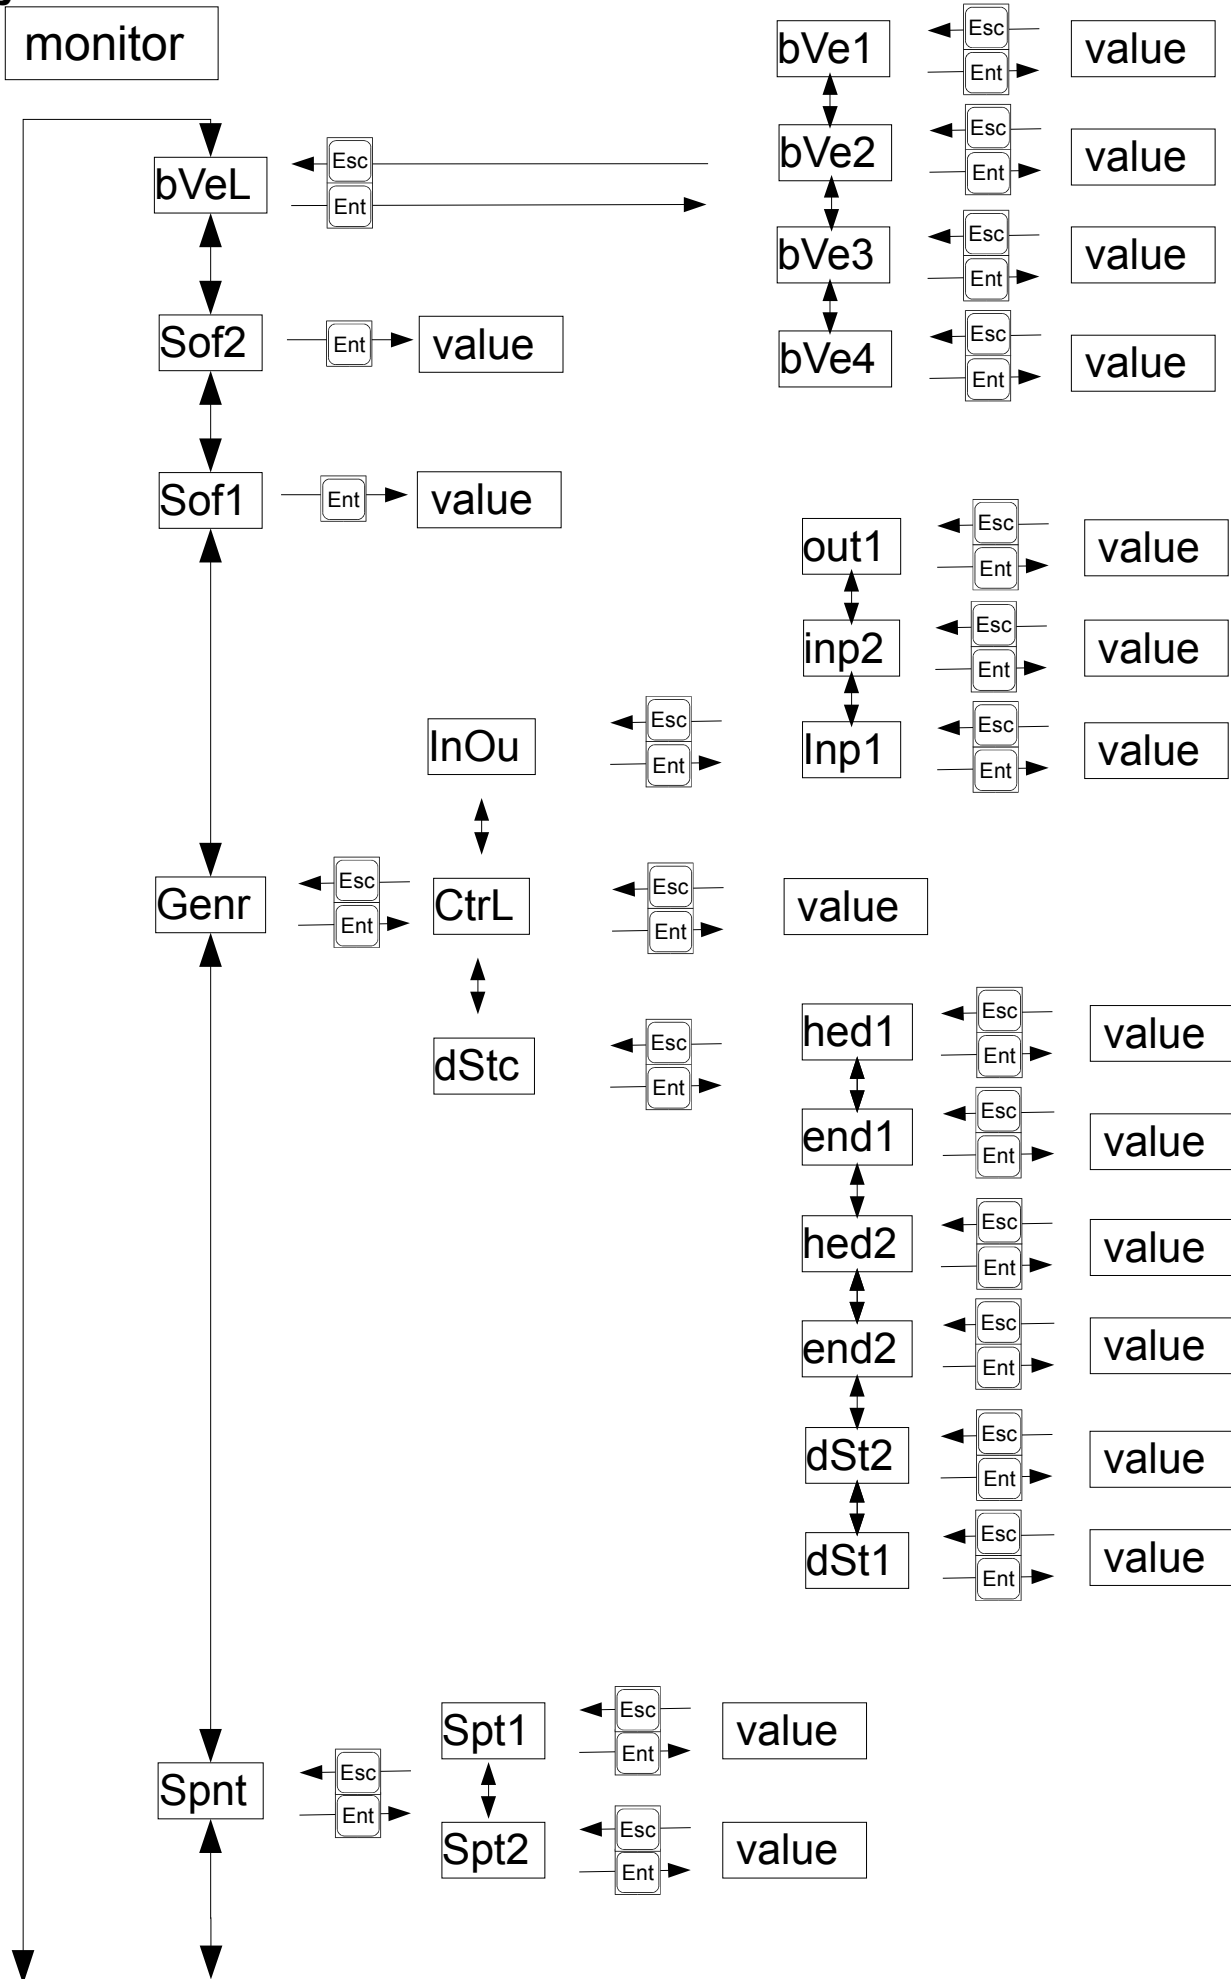 monitor
bVe1
Esc
Ent
value
bVe2
Esc
Ent
value
bVeL
Esc
Ent
bVe3
Esc
Ent
value
Sof2
Ent
value
bVe4
Esc
Ent
value
Sof1
Ent
value
out1
Esc
Ent
value
inp2
Esc
Ent
value
InOu
Esc
Ent
Inp1
Esc
Ent
value
Genr
Esc
Ent
CtrL
Esc
Ent
value
dStc
Esc
Ent
hed1
Esc
Ent
value
end1
Esc
Ent
value
hed2
Esc
Ent
value
end2
Esc
Ent
value
dSt2
Esc
Ent
value
dSt1
Esc
Ent
value
Spnt
Esc
Ent
Spt1
Esc
Ent
value
Spt2
Esc
Ent
value